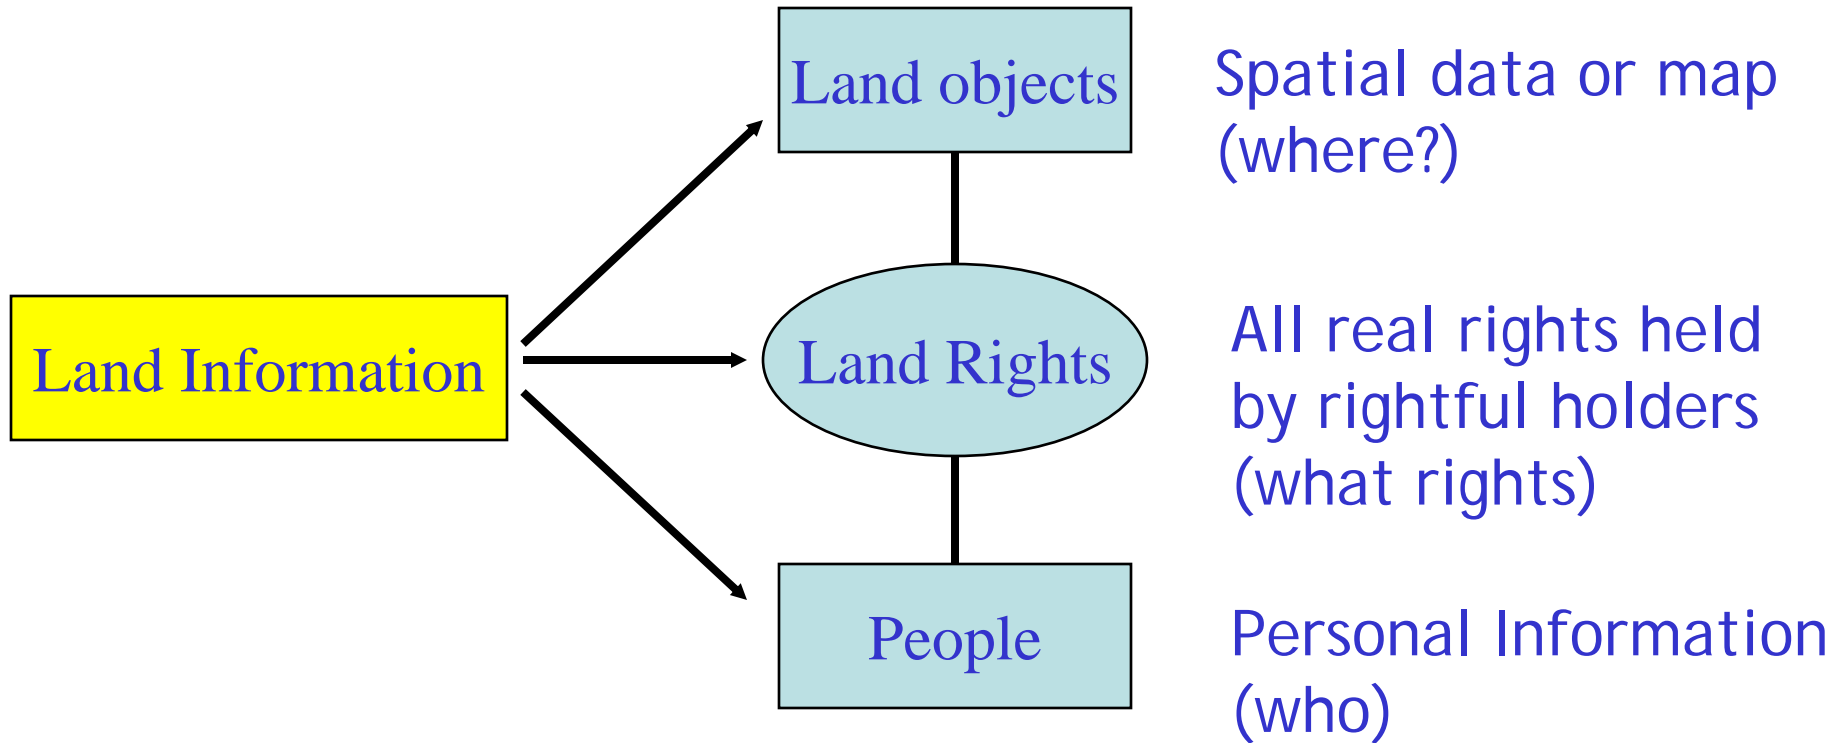 Land objects
Spatial data or map
(where?)
Land Information
Land Rights
All real rights held
by rightful holders
(what rights)
People
Personal Information
(who)